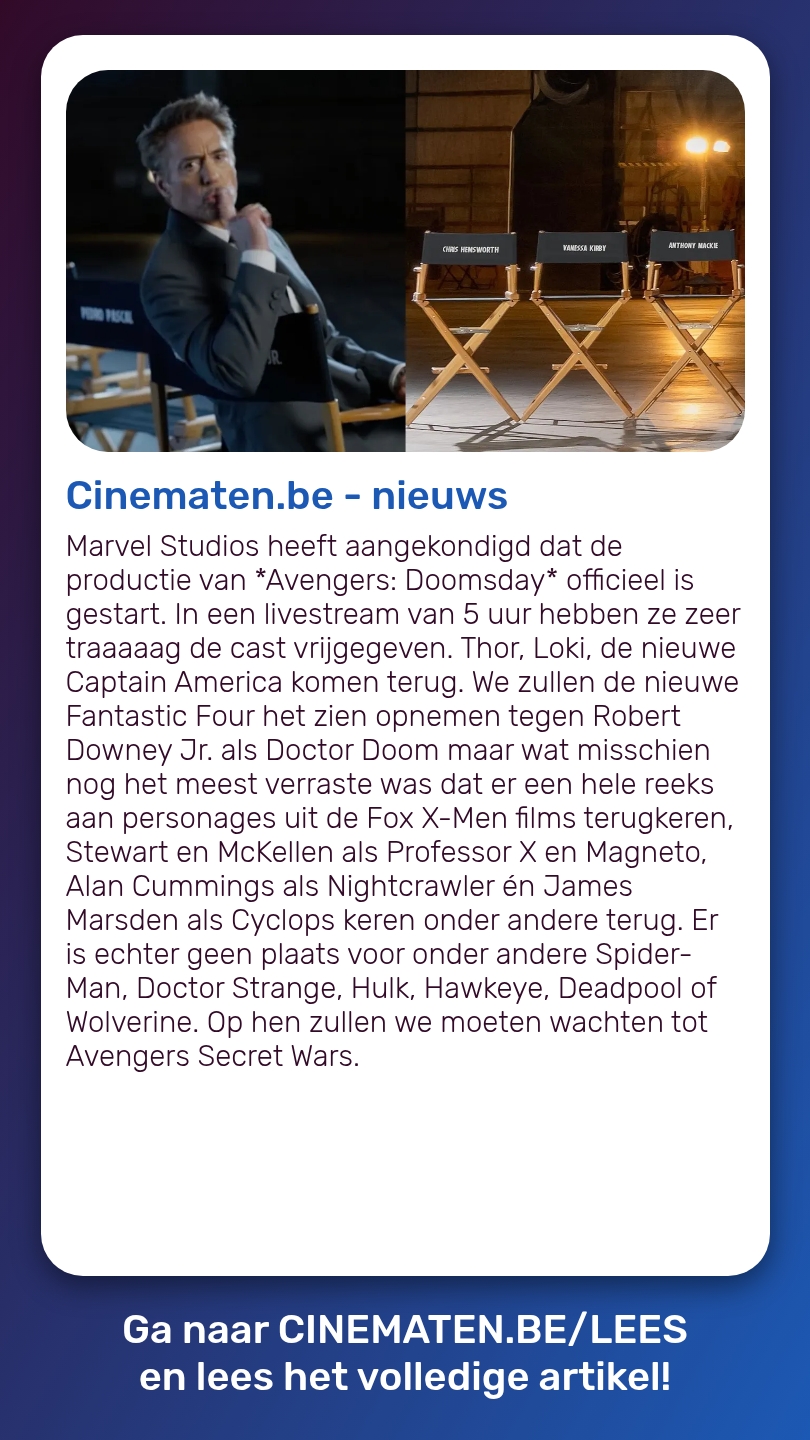 PEDRO PASCAL
JR.
CHRIS HEMSWORTH
VANESSA KIRBY
ANTHONY MACKIE
Cinematen.be - nieuws
Marvel Studios heeft aangekondigd dat de
productie van *Avengers: Doomsday* officieel is
gestart. In een livestream van 5 uur hebben ze zeer
traaaaag de cast vrijgegeven. Thor, Loki, de nieuwe
Captain America komen terug. We zullen de nieuwe
Fantastic Four het zien opnemen tegen Robert
Downey Jr. als Doctor Doom maar wat misschien
nog het meest verraste was dat er een hele reeks
aan personages uit de Fox X-Men films terugkeren,
Stewart en McKellen als Professor X en Magneto,
Alan Cummings als Nightcrawler én James
Marsden als Cyclops keren onder andere terug. Er
is echter geen plaats voor onder andere Spider-
Man, Doctor Strange, Hulk, Hawkeye, Deadpool of
Wolverine. Op hen zullen we moeten wachten tot
Avengers Secret Wars.
Ga naar CINEMATEN.BE/LEES
en lees het volledige artikel!